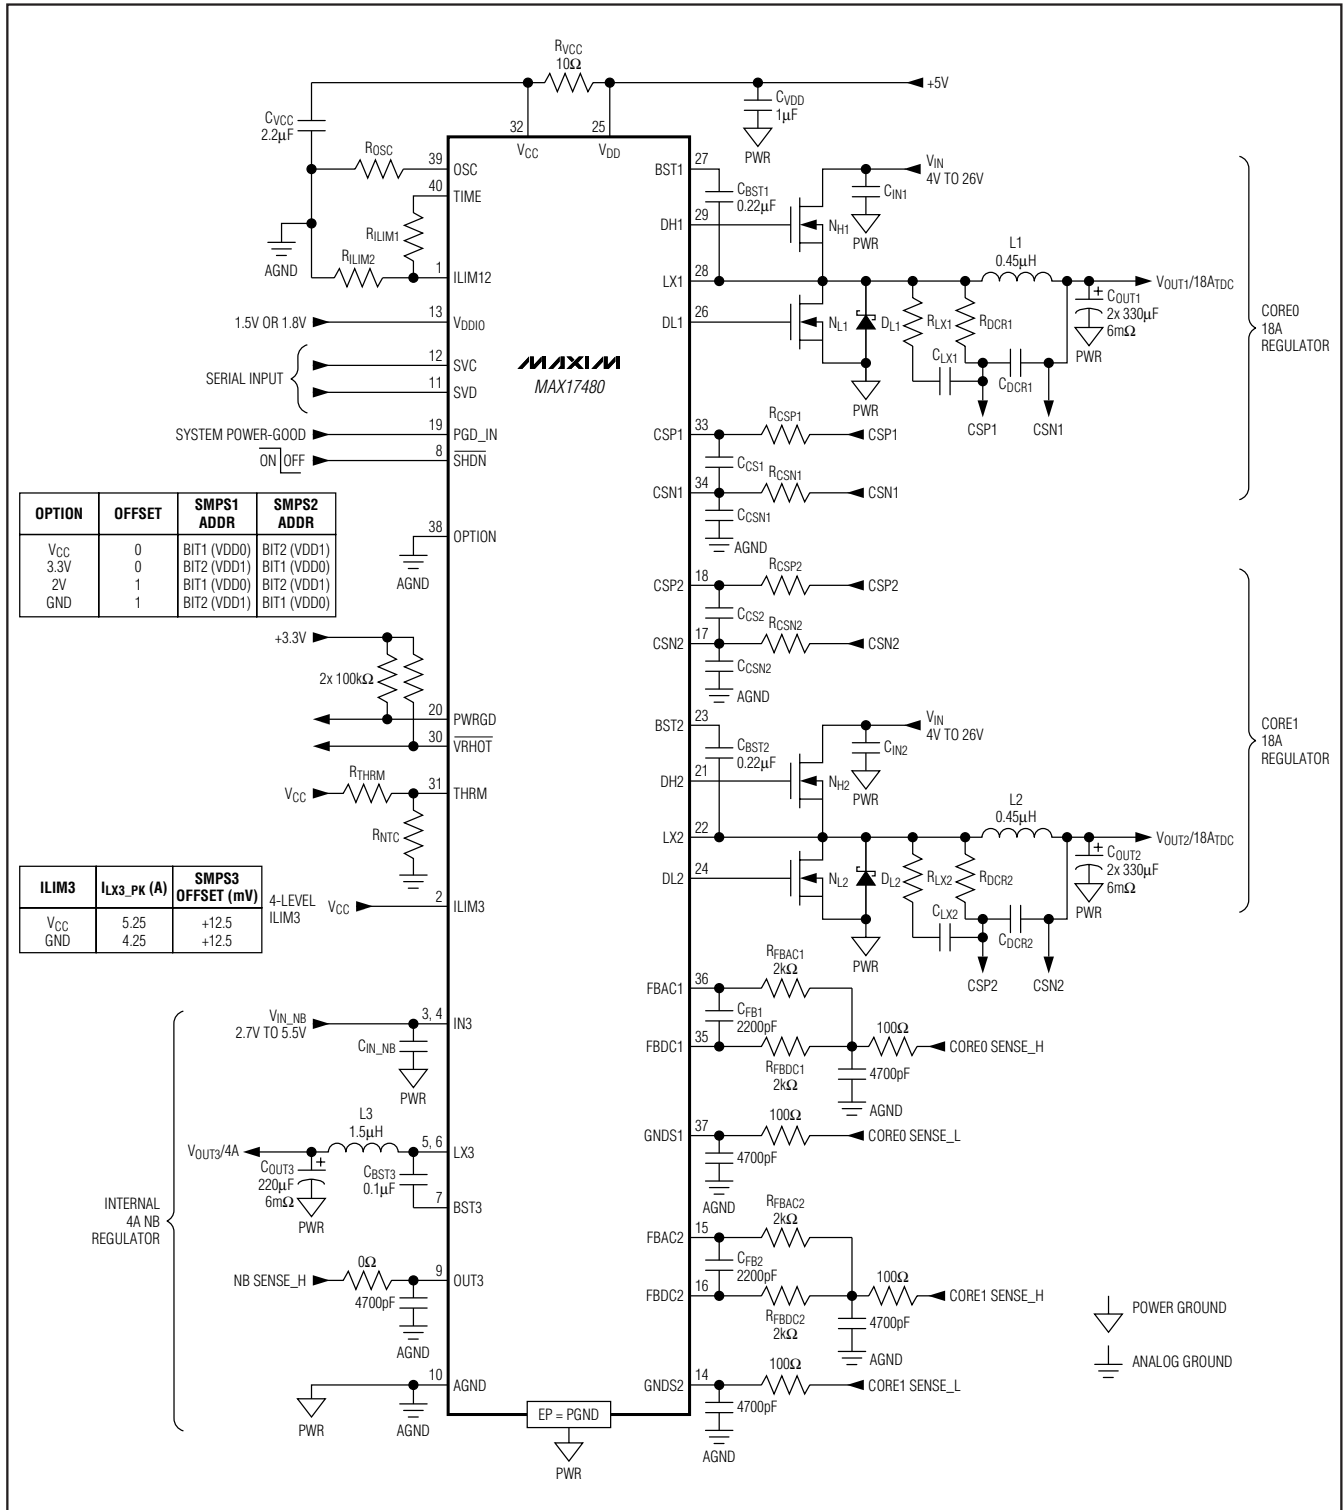 RVCC
10Ω
+5V
CVCC
2.2µF
CVDD
1µF
PWR
32
25
VCC
VDD
ROSC
39
OSC
40
TIME
RILIM1
AGND
RILIM2
1
ILIM12
1.5V OR 1.8V
13
VDDIO
SERIAL INPUT
12
SVC
11
SVD
MAXIM
MAX17480
SYSTEM POWER-GOOD
19
PGD_IN
ON OFF
8
SHDN
OPTION OFFSET SMPS1 ADDR SMPS2 ADDR
VCC 0 BIT1 (VDD0) BIT2 (VDD1)
3.3V 0 BIT2 (VDD1) BIT1 (VDD0)
2V 1 BIT1 (VDD0) BIT2 (VDD1)
GND 1 BIT2 (VDD1) BIT1 (VDD0)
38
OPTION
AGND
+3.3V
2x 100kΩ
20
PWRGD
30
VRHOT
RTHRM
VCC
31
THRM
RNTC
ILIM3 ILX3_PK (A) SMPS3 OFFSET (mV)
VCC 5.25 +12.5
GND 4.25 +12.5
4-LEVEL
ILIM3
VCC
2
ILIM3
VIN_NB
2.7V TO 5.5V
3, 4
IN3
CIN_NB
PWR
L3
1.5µH
VOUT3/4A
5, 6
LX3
COUT3
220µF
6mΩ
PWR
CBST3
0.1µF
7
BST3
INTERNAL
4A NB
REGULATOR
NB SENSE_H
0Ω
9
OUT3
4700pF
AGND
10
AGND
PWR
AGND
EP = PGND
PWR
BST1
27
CBST1
0.22µF
VIN
4V TO 26V
CIN1
PWR
DH1
29
NH1
LX1
28
L1
0.45µH
VOUT1/18ATDC
COUT1
2x 330µF
6mΩ
PWR
DL1
26
NL1
DL1
RLX1
RDCR1
CLX1
CDCR1
PWR
CSP1
CSN1
CORE0
18A
REGULATOR
CSP1
33
RCSP1
CSP1
CCS1
CSN1
34
RCSN1
CSN1
CCSN1
AGND
CSP2
18
RCSP2
CSP2
CCS2
CSN2
17
RCSN2
CSN2
CCSN2
AGND
BST2
23
CBST2
0.22µF
VIN
4V TO 26V
CIN2
PWR
DH2
21
NH2
LX2
22
L2
0.45µH
VOUT2/18ATDC
COUT2
2x 330µF
6mΩ
PWR
DL2
24
NL2
DL2
RLX2
RDCR2
CLX2
CDCR2
PWR
CSP2
CSN2
CORE1
18A
REGULATOR
FBAC1
36
RFBAC1
2kΩ
CFB1
2200pF
100Ω
FBDC1
35
CORE0 SENSE_H
RFBDC1
2kΩ
4700pF
AGND
GNDS1
37
100Ω
CORE0 SENSE_L
4700pF
AGND
FBAC2
15
RFBAC2
2kΩ
CFB2
2200pF
100Ω
FBDC2
16
CORE1 SENSE_H
RFBDC2
2kΩ
4700pF
AGND
GNDS2
14
100Ω
CORE1 SENSE_L
4700pF
AGND
POWER GROUND
ANALOG GROUND